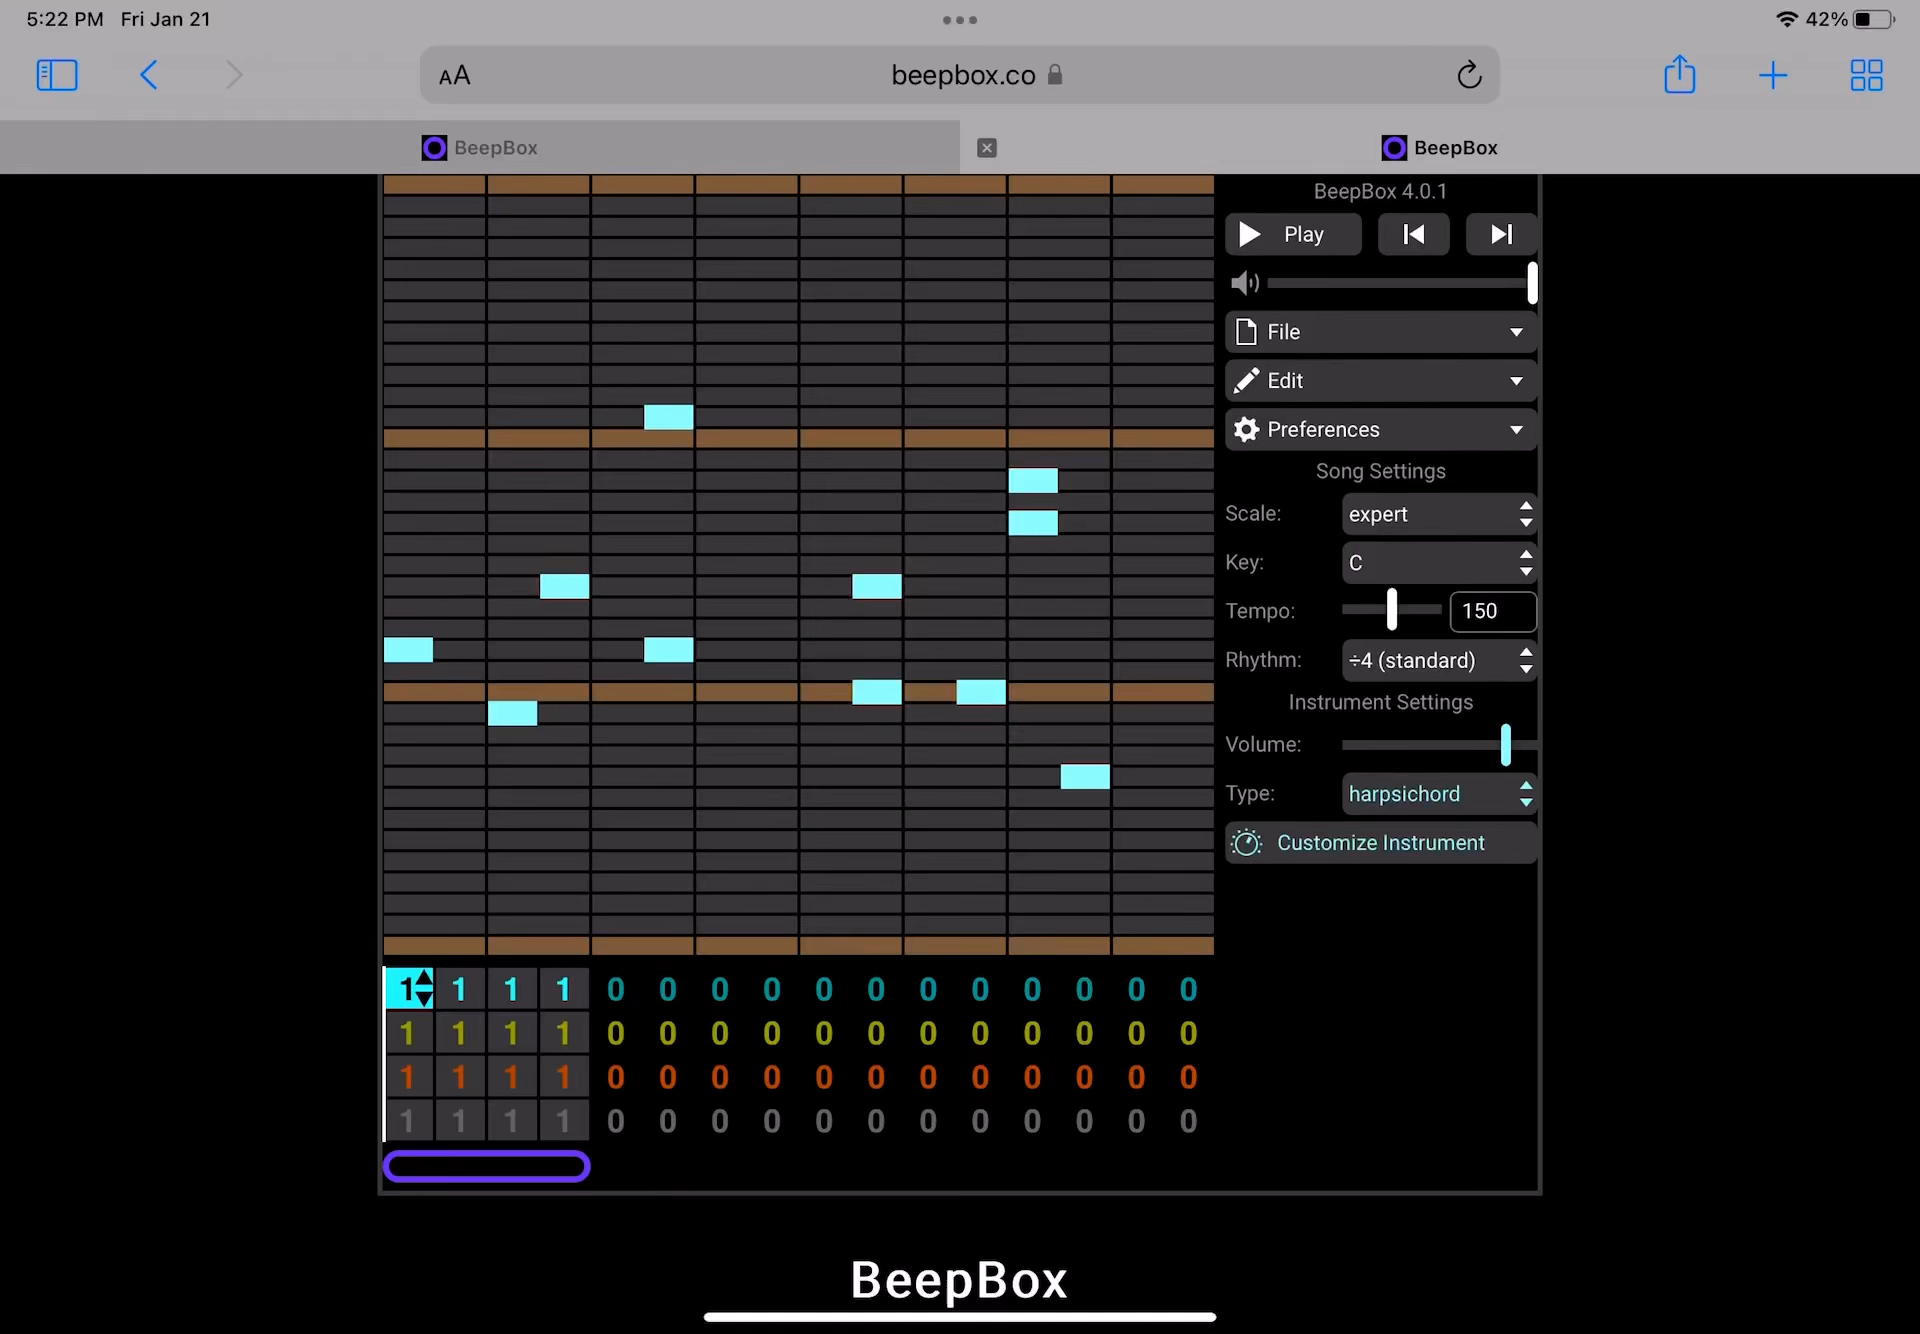 5:22 PM Fri Jan 21 42%
AA beepbox.co
BeepBox BeepBox
BeepBox 4.0.1
Play
File
Edit
Preferences
Song Settings
Scale: expert
Key: C
Tempo: 150
Rhythm: ÷4 (standard)
Instrument Settings
Volume:
Type: harpsichord
Customize Instrument
1 1 1 1 0 0 0 0 0 0 0 0 0 0 0 0
1 1 1 1 0 0 0 0 0 0 0 0 0 0 0 0
1 1 1 1 0 0 0 0 0 0 0 0 0 0 0 0
1 1 1 1 0 0 0 0 0 0 0 0 0 0 0 0
BeepBox